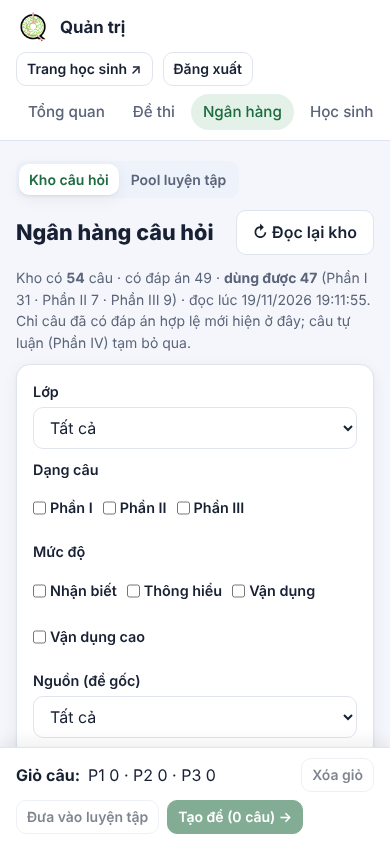 Quản trị
Trang học sinh ↗ Đăng xuất
Tổng quan Đề thi Ngân hàng Học sinh
Kho câu hỏi Pool luyện tập
Ngân hàng câu hỏi ↻ Đọc lại kho
Kho có 54 câu · có đáp án 49 · dùng được 47 (Phần I
31 · Phần II 7 · Phần III 9) · đọc lúc 19/11/2026 19:11:55.
Chỉ câu đã có đáp án hợp lệ mới hiện ở đây; câu tự
luận (Phần IV) tạm bỏ qua.
Lớp
Tất cả
Dạng câu
Phần I Phần II Phần III
Mức độ
Nhận biết Thông hiểu Vận dụng
Vận dụng cao
Nguồn (đề gốc)
Tất cả
Giỏ câu: P1 0 · P2 0 · P3 0 Xóa giỏ
Đưa vào luyện tập Tạo đề (0 câu) →